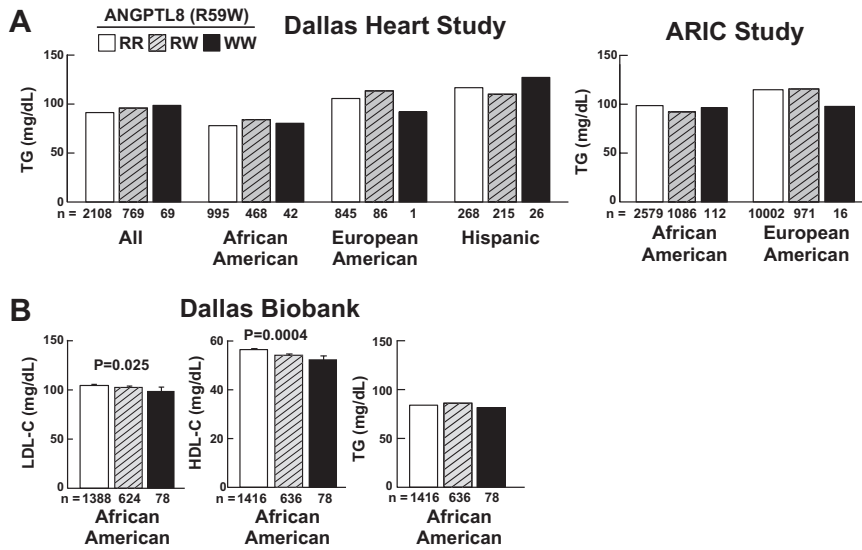 A
ANGPTL8 (R59W)
RR RW WW
Dallas Heart Study
ARIC Study
TG (mg/dL)
150
100
50
0
n = 2108 769 69
995 468 42
845 86 1
268 215 26
All
African
American
European
American
Hispanic
TG (mg/dL)
150
100
50
0
n = 2579 1086 112
10002 971 16
African
American
European
American
B
Dallas Biobank
LDL-C (mg/dL)
150
100
50
0
P=0.025
n = 1388 624 78
African
American
HDL-C (mg/dL)
60
40
20
0
P=0.0004
n = 1416 636 78
African
American
TG (mg/dL)
150
100
50
0
n = 1416 636 78
African
American